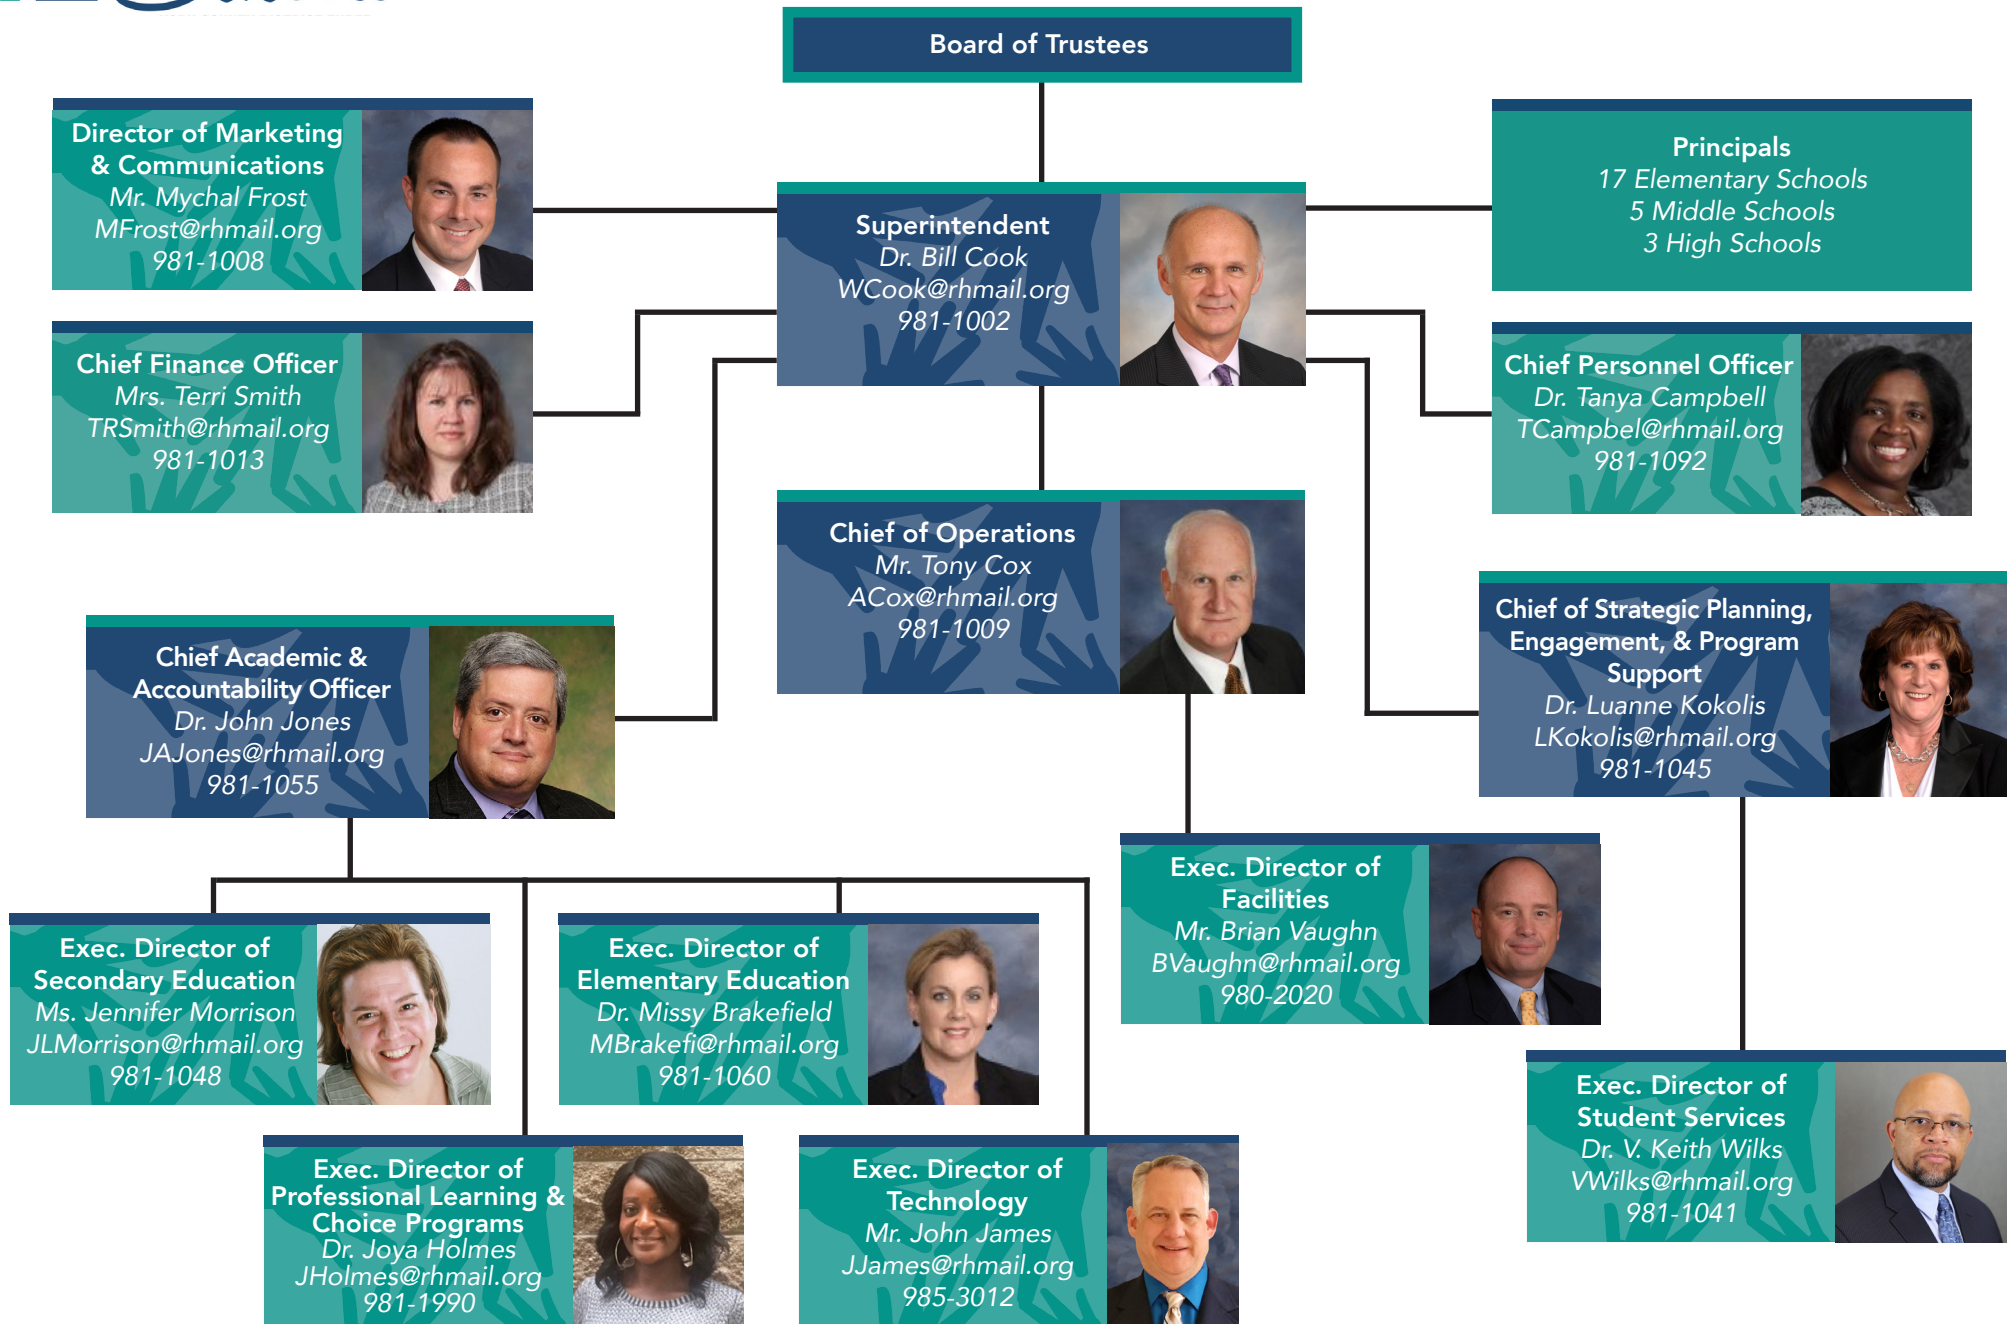 Board of Trustees
Director of Marketing
& Communications
Mr. Mychal Frost
MFrost@rhmail.org
981-1008
Superintendent
Dr. Bill Cook
WCook@rhmail.org
981-1002
Principals
17 Elementary Schools
5 Middle Schools
3 High Schools
Chief Finance Officer
Mrs. Terri Smith
TRSmith@rhmail.org
981-1013
Chief Personnel Officer
Dr. Tanya Campbell
TCampbel@rhmail.org
981-1092
Chief of Operations
Mr. Tony Cox
ACox@rhmail.org
981-1009
Chief Academic &
Accountability Officer
Dr. John Jones
JAJones@rhmail.org
981-1055
Chief of Strategic Planning,
Engagement, & Program
Support
Dr. Luanne Kokolis
LKokolis@rhmail.org
981-1045
Exec. Director of
Facilities
Mr. Brian Vaughn
BVaughn@rhmail.org
980-2020
Exec. Director of
Secondary Education
Ms. Jennifer Morrison
JLMorrison@rhmail.org
981-1048
Exec. Director of
Elementary Education
Dr. Missy Brakefield
MBrakefi@rhmail.org
981-1060
Exec. Director of
Student Services
Dr. V. Keith Wilks
VWilks@rhmail.org
981-1041
Exec. Director of
Professional Learning &
Choice Programs
Dr. Joya Holmes
JHolmes@rhmail.org
981-1990
Exec. Director of
Technology
Mr. John James
JJames@rhmail.org
985-3012